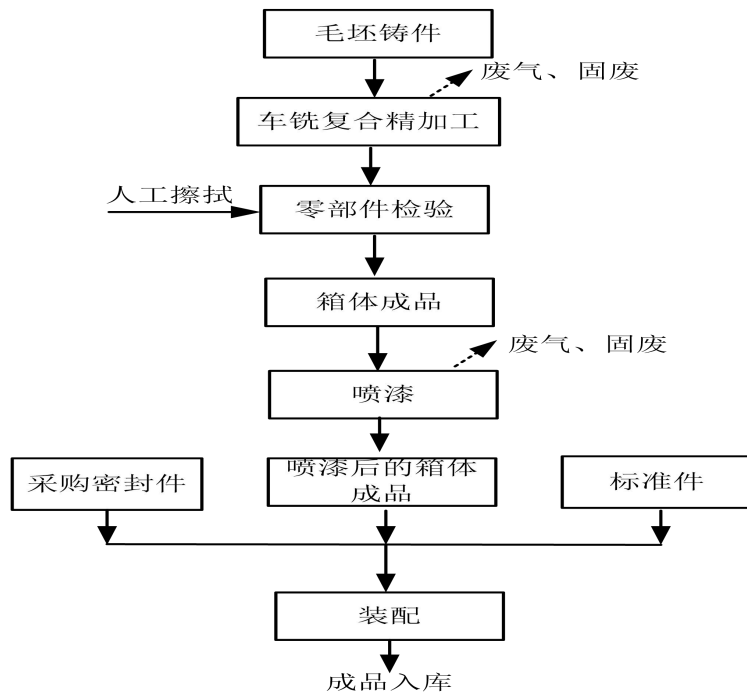 毛坯铸件
废气、固废
车铣复合精加工
人工擦拭
零部件检验
箱体成品
废气、固废
喷漆
采购密封件
喷漆后的箱体
成品
标准件
装配
成品入库